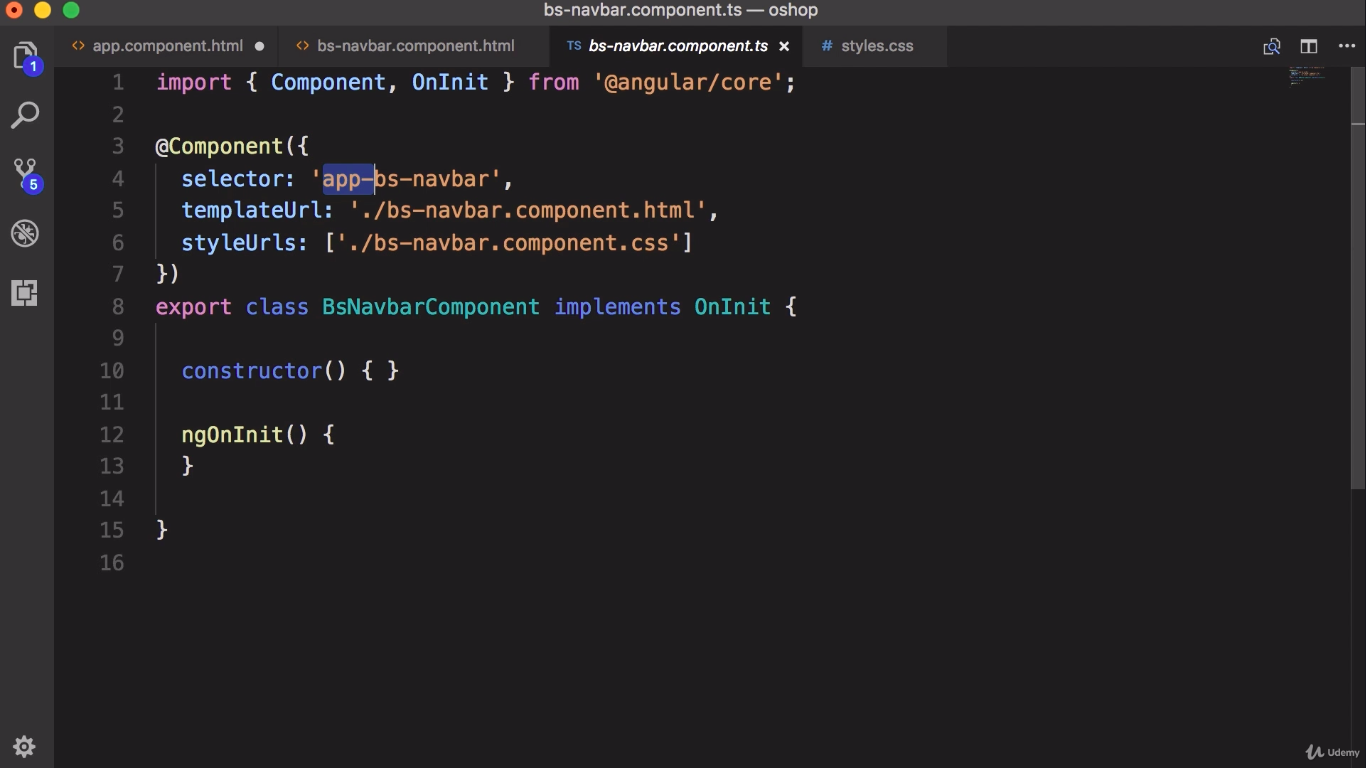 bs-navbar.component.ts — oshop
<> app.component.html ● <> bs-navbar.component.html TS bs-navbar.component.ts × # styles.css
1
5
1 import { Component, OnInit } from '@angular/core';
2
3 @Component({
4 selector: 'app-bs-navbar',
5 templateUrl: './bs-navbar.component.html',
6 styleUrls: ['./bs-navbar.component.css']
7 })
8 export class BsNavbarComponent implements OnInit {
9
10 constructor() { }
11
12 ngOnInit() {
13 }
14
15 }
16
Udemy